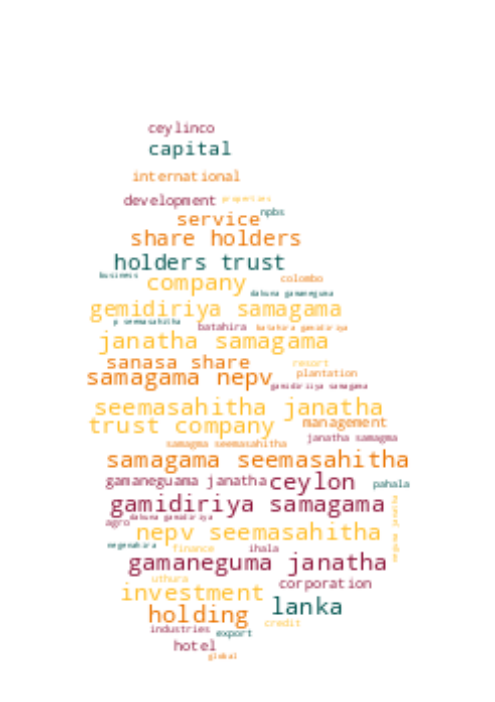 ceylinco
capital
international
development properties
npbs
service
share holders
holders trust
business
colombo
company
dakuna gamaneguma
gemidiriya samagama
p seemasahitha
batahira
batahira gamidiriya
janatha samagama
sanasa share
resort
samagama nepv
plantation
gamidiriiya samagama
seemasahitha janatha
trust company
management
janatha samagma
samagma seemasahitha
samagama seemasahitha
gamaneguama janatha
ceylon
pahala
gamidiriya samagama
dakuna gamidiriya
agro
nepv seemasahitha
negenahira
finance
ihala
gamaneguma janatha
uthura
corporation
investment
lanka
holding
credit
industries
export
hotel
global